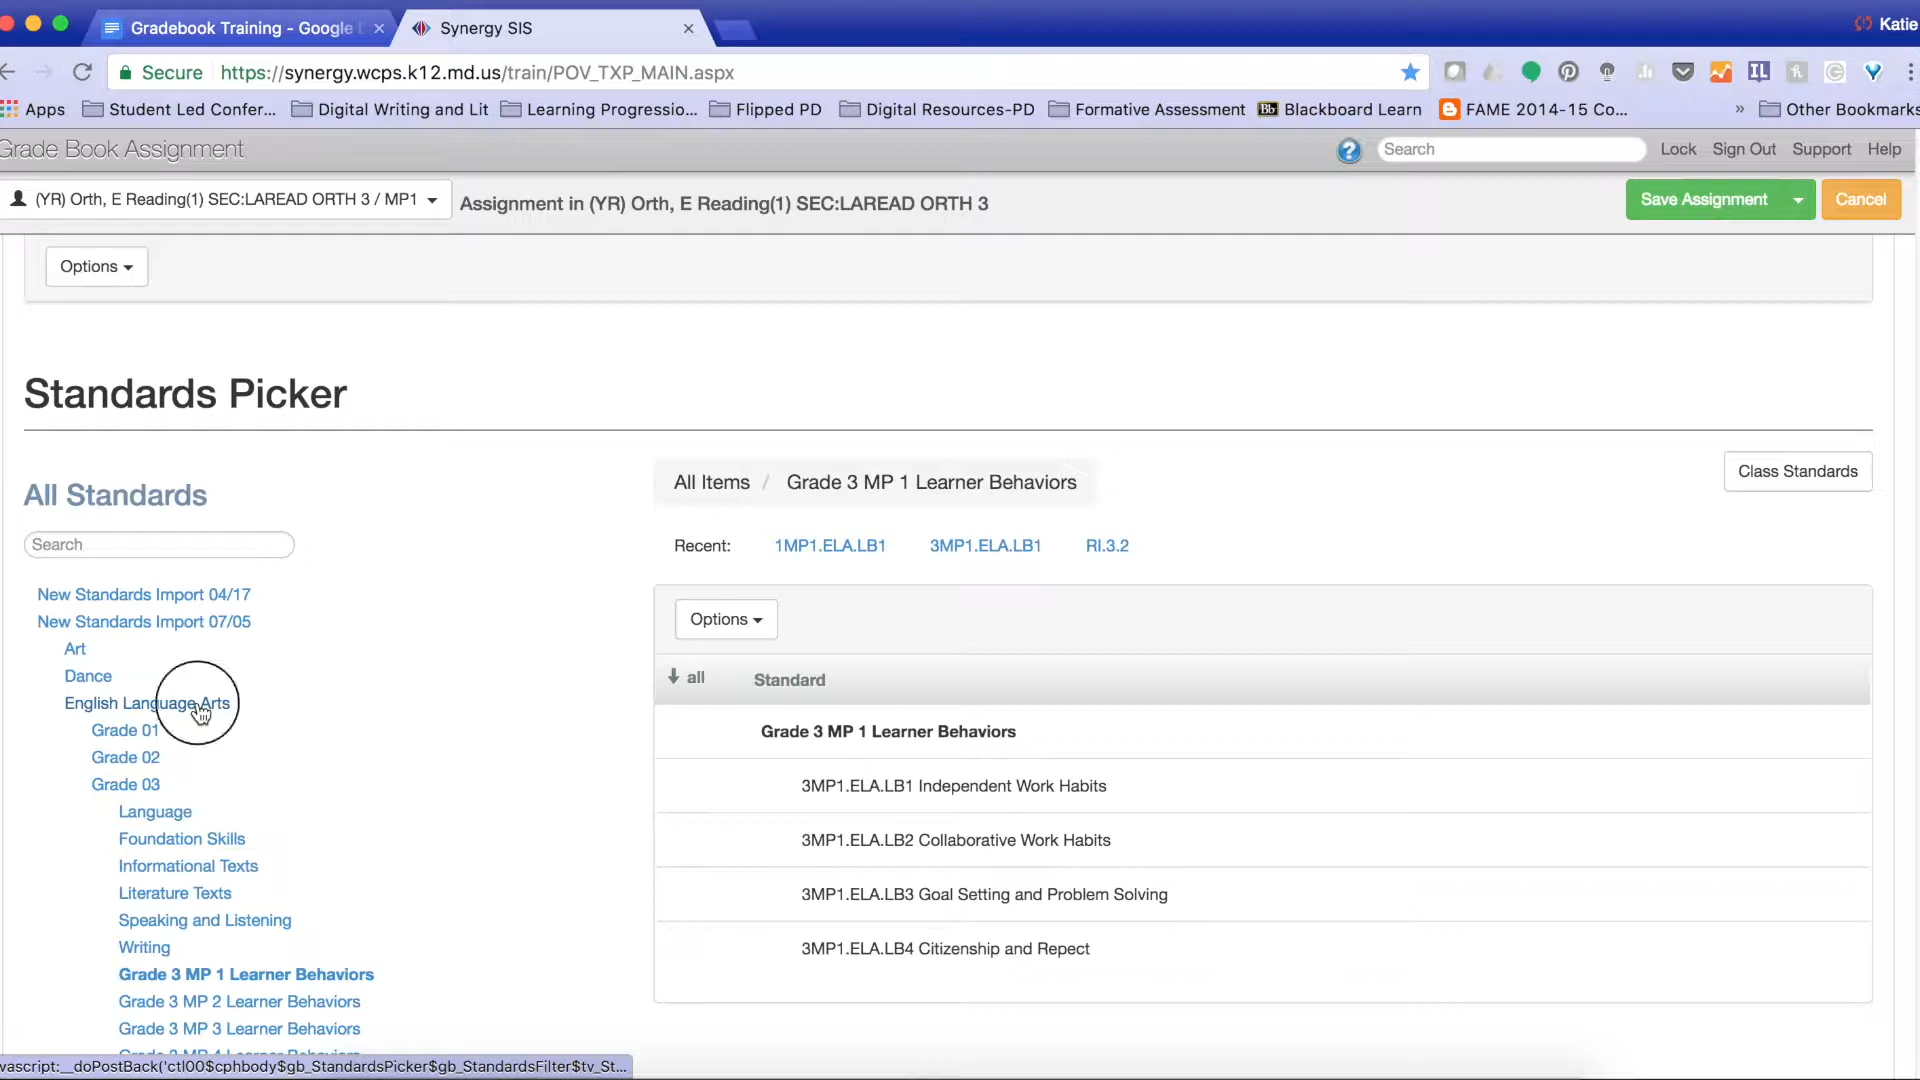 Gradebook Training - Google
Synergy SIS
Katie
Secure https://synergy.wcps.k12.md.us/train/POV_TXP_MAIN.aspx
Apps Student Led Confer... Digital Writing and Lit Learning Progressio... Flipped PD Digital Resources-PD Formative Assessment Bb Blackboard Learn FAME 2014-15 Co... » Other Bookmarks
Grade Book Assignment
Search Lock Sign Out Support Help
(YR) Orth, E Reading(1) SEC:LAREAD ORTH 3 / MP1
Assignment in (YR) Orth, E Reading(1) SEC:LAREAD ORTH 3
Save Assignment Cancel
Options
Standards Picker
All Standards
Search
New Standards Import 04/17
New Standards Import 07/05
Art
Dance
English Language Arts
Grade 01
Grade 02
Grade 03
Language
Foundation Skills
Informational Texts
Literature Texts
Speaking and Listening
Writing
Grade 3 MP 1 Learner Behaviors
Grade 3 MP 2 Learner Behaviors
Grade 3 MP 3 Learner Behaviors
Grade 3 MP 4 Learner Behaviors
All Items / Grade 3 MP 1 Learner Behaviors
Class Standards
Recent: 1MP1.ELA.LB1 3MP1.ELA.LB1 RI.3.2
Options
all Standard
Grade 3 MP 1 Learner Behaviors
3MP1.ELA.LB1 Independent Work Habits
3MP1.ELA.LB2 Collaborative Work Habits
3MP1.ELA.LB3 Goal Setting and Problem Solving
3MP1.ELA.LB4 Citizenship and Repect
vascript:__doPostBack('ctl00$cphbody$gb_StandardsPicker$gb_StandardsFilter$tv_St...